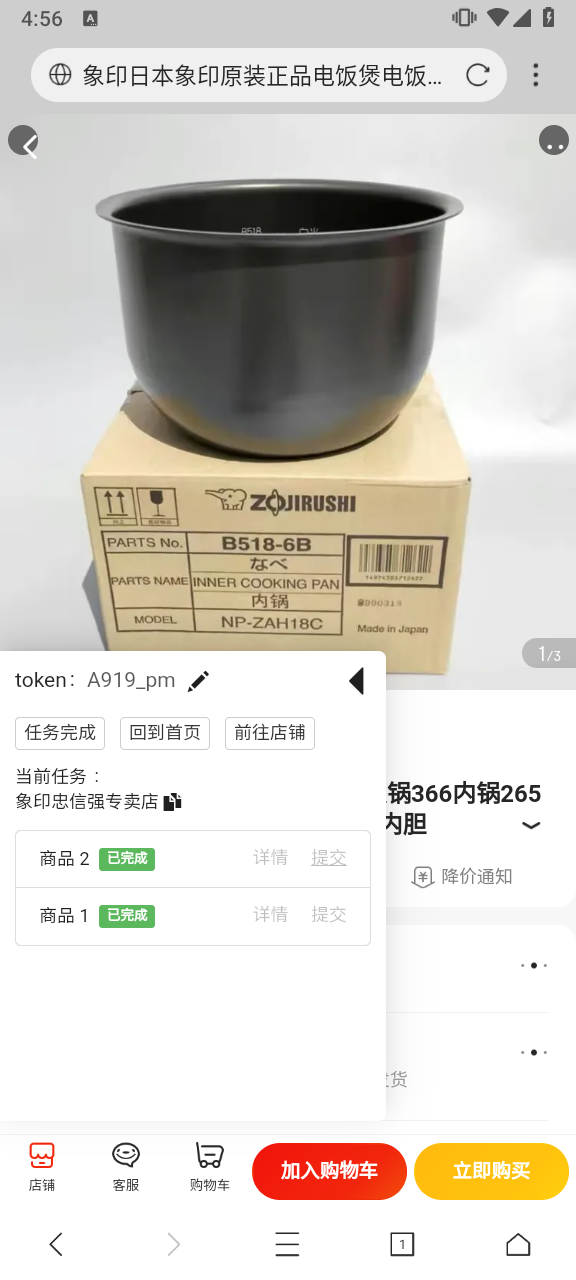 4:56
A
象印日本象印原装正品电饭煲电饭…
B518 白米
ZOJIRUSHI
PARTS No. B518-6B
なべ
PARTS NAME INNER COOKING PAN
内锅
MODEL NP-ZAH18C
Made in Japan
1/3
token: A919_pm
任务完成 回到首页 前往店铺
当前任务：
象印忠信强专卖店
锅366内锅265
内胆
商品 2 已完成 详情 提交
降价通知
商品 1 已完成 详情 提交
货
店铺 客服 购物车 加入购物车 立即购买
1